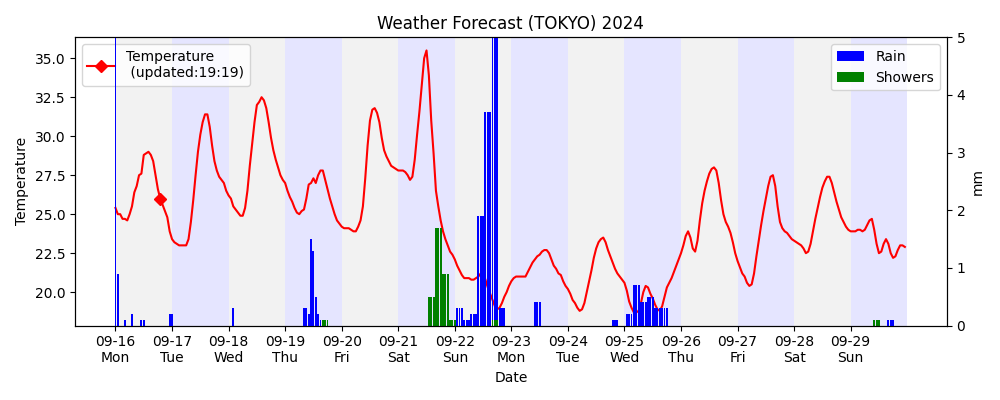 Weather Forecast (TOKYO) 2024
Temperature
(updated:19:19)
Rain
Showers
Temperature
35.0
32.5
30.0
27.5
25.0
22.5
20.0
5
4
3
2
1
0
mm
09-16 09-17 09-18 09-19 09-20 09-21 09-22 09-23 09-24 09-25 09-26 09-27 09-28 09-29
Mon Tue Wed Thu Fri Sat Sun Mon Tue Wed Thu Fri Sat Sun
Date